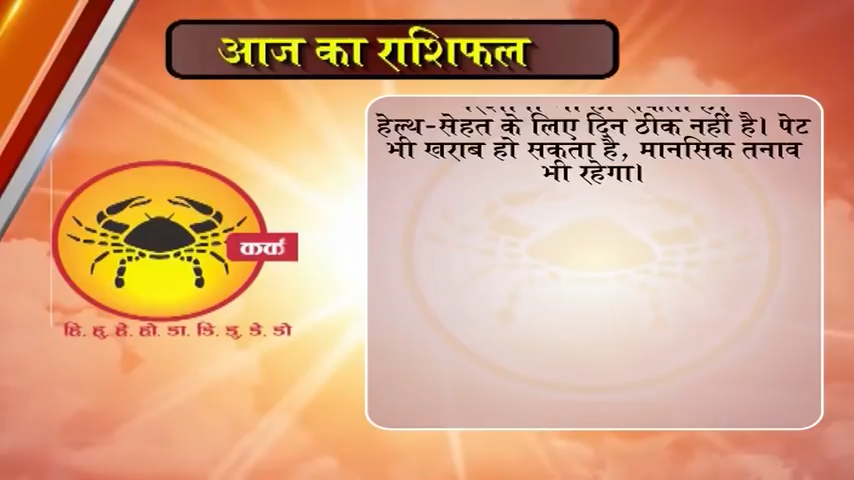 आज का राशिफल
हेल्थ-सेहत के लिए दिन ठीक नहीं है। पेट
भी खराब हो सकता है, मानसिक तनाव
भी रहेगा।
कर्क
हि. हु. हे. हो. डा. डि. डु. डे. डो